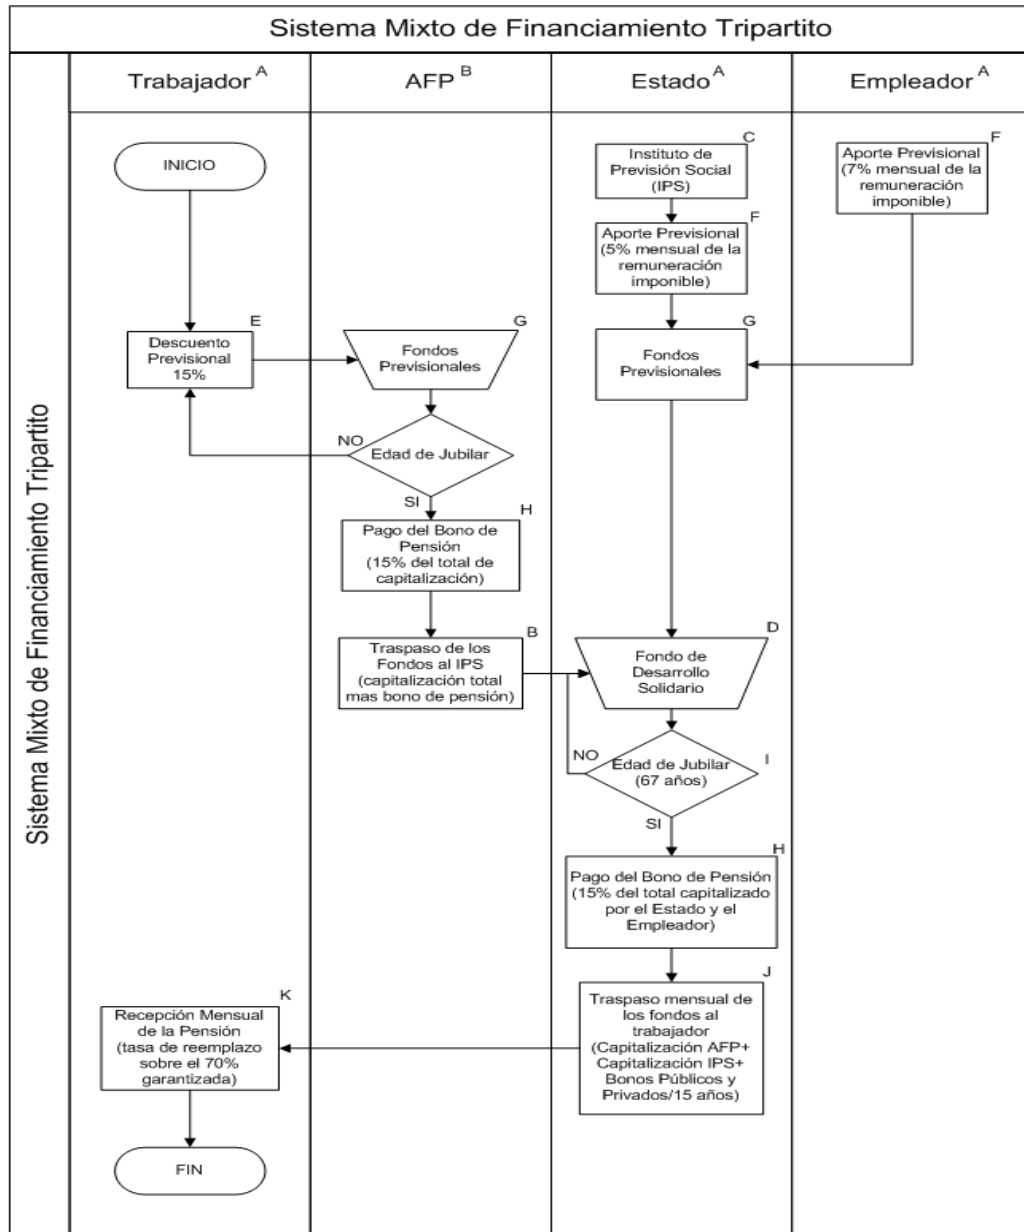 Sistema Mixto de Financiamiento Tripartito
Sistema Mixto de Financiamiento Tripartito
Trabajador A
AFP B
Estado A
Empleador A
INICIO
C
Instituto de
Previsión Social
(IPS)
F
Aporte Previsional
(7% mensual de la
remuneración
imponible)
F
Aporte Previsional
(5% mensual de la
remuneración
imponible)
E
Descuento
Previsional
15%
G
Fondos
Previsionales
G
Fondos
Previsionales
NO
Edad de Jubilar
SI
H
Pago del Bono de
Pensión
(15% del total de
capitalización)
B
Traspaso de los
Fondos al IPS
(capitalización total
mas bono de pensión)
D
Fondo de
Desarrollo
Solidario
NO
Edad de Jubilar
(67 años)
I
SI
H
Pago del Bono de Pensión
(15% del total capitalizado
por el Estado y el
Empleador)
J
Traspaso mensual de
los fondos al
trabajador
(Capitalización AFP+
Capitalización IPS+
Bonos Públicos y
Privados/15 años)
K
Recepción Mensual
de la Pensión
(tasa de reemplazo
sobre el 70%
garantizada)
FIN